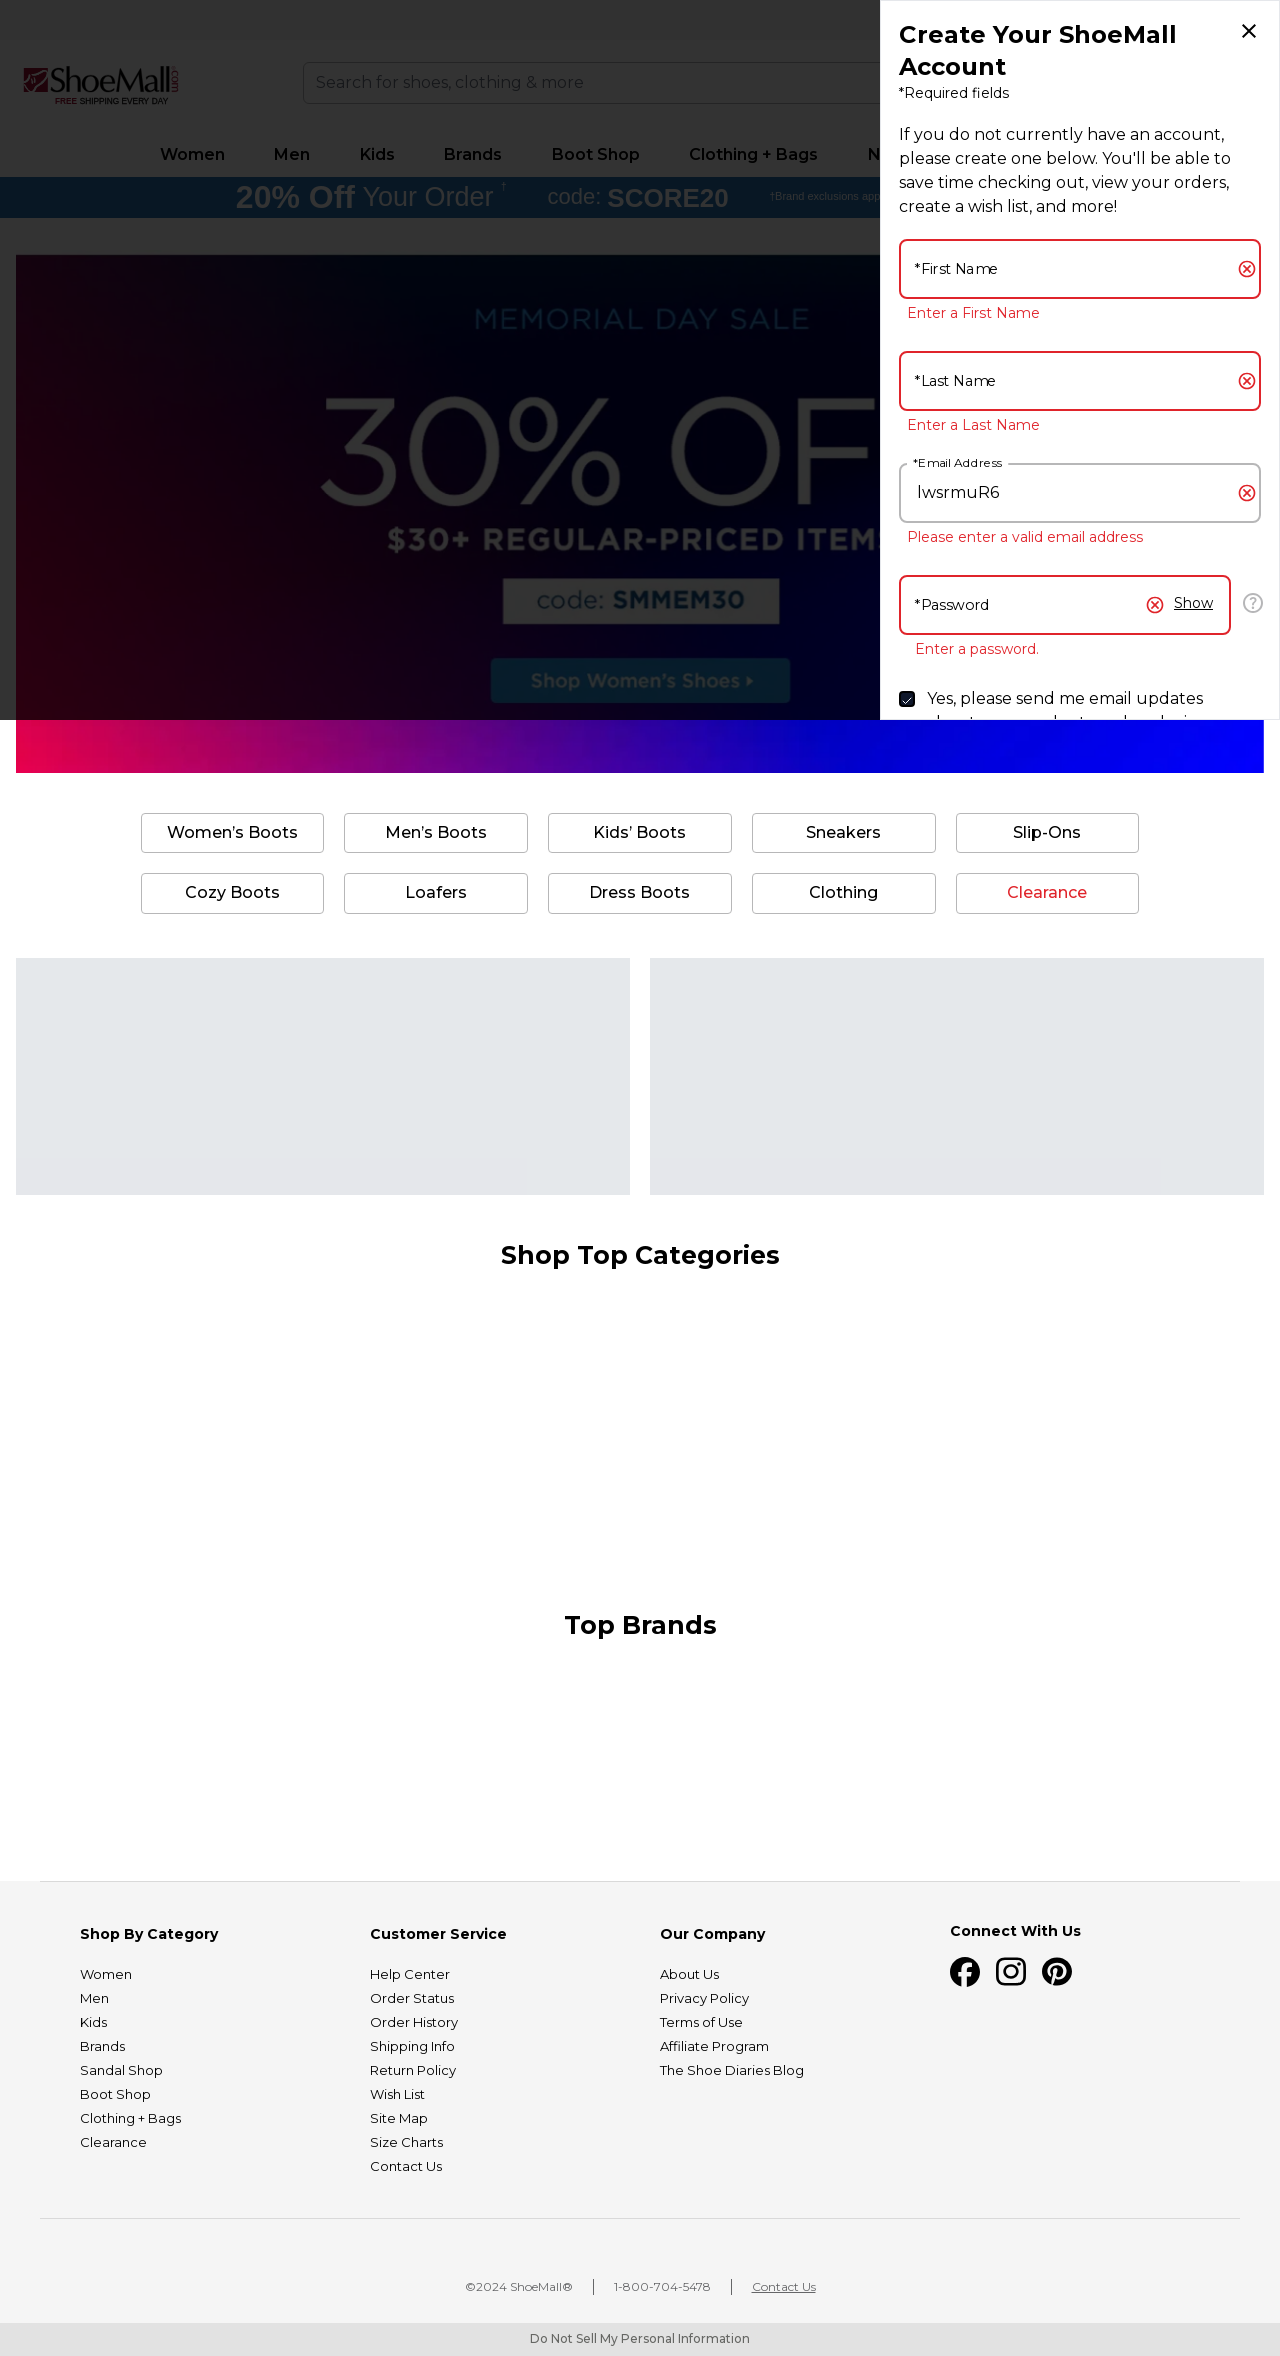 ShoeMall.com
FREE SHIPPING EVERY DAY
Search for shoes, clothing & more
Women
Men
Kids
Brands
Boot Shop
Clothing + Bags
20% Off Your Order †
code: SCORE20
MEMORIAL DAY SALE
30% OF
$30+ REGULAR-PRICED ITEMS
code: SMMEM30
Shop Women's Shoes
Create Your ShoeMall
Account
*Required fields
If you do not currently have an account,
please create one below. You'll be able to
save time checking out, view your orders,
create a wish list, and more!
*First Name
Enter a First Name
*Last Name
Enter a Last Name
*Email Address
lwsrmuR6
Please enter a valid email address
*Password
Show
Enter a password.
Yes, please send me email updates
Women's Boots
Men's Boots
Kids' Boots
Sneakers
Slip-Ons
Cozy Boots
Loafers
Dress Boots
Clothing
Clearance
Shop Top Categories
Top Brands
Shop By Category
Women
Men
Kids
Brands
Sandal Shop
Boot Shop
Clothing + Bags
Clearance
Customer Service
Help Center
Order Status
Order History
Shipping Info
Return Policy
Wish List
Site Map
Size Charts
Contact Us
Our Company
About Us
Privacy Policy
Terms of Use
Affiliate Program
The Shoe Diaries Blog
Connect With Us
©2024 ShoeMall®
1-800-704-5478
Contact Us
Do Not Sell My Personal Information